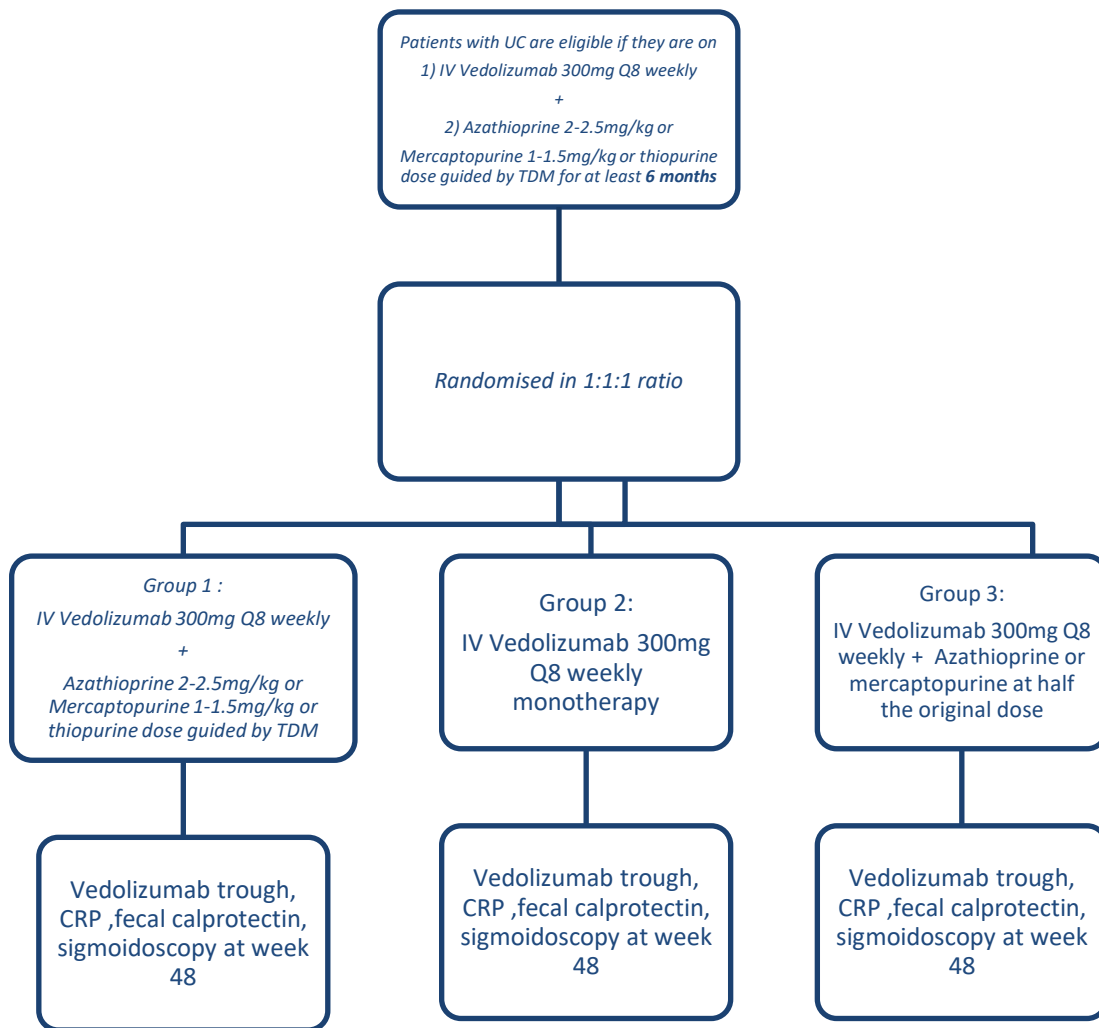 Patients with UC are eligible if they are on
1) IV Vedolizumab 300mg Q8 weekly
+
2) Azathioprine 2-2.5mg/kg or
Mercaptopurine 1-1.5mg/kg or thiopurine
dose guided by TDM for at least 6 months
Randomised in 1:1:1 ratio
Group 1 :
IV Vedolizumab 300mg Q8 weekly
+
Azathioprine 2-2.5mg/kg or
Mercaptopurine 1-1.5mg/kg or
thiopurine dose guided by TDM
Group 2:
IV Vedolizumab 300mg
Q8 weekly
monotherapy
Group 3:
IV Vedolizumab 300mg Q8
weekly + Azathioprine or
mercaptopurine at half
the original dose
Vedolizumab trough,
CRP ,fecal calprotectin,
sigmoidoscopy at week
48
Vedolizumab trough,
CRP ,fecal calprotectin,
sigmoidoscopy at week
48
Vedolizumab trough,
CRP ,fecal calprotectin,
sigmoidoscopy at week
48